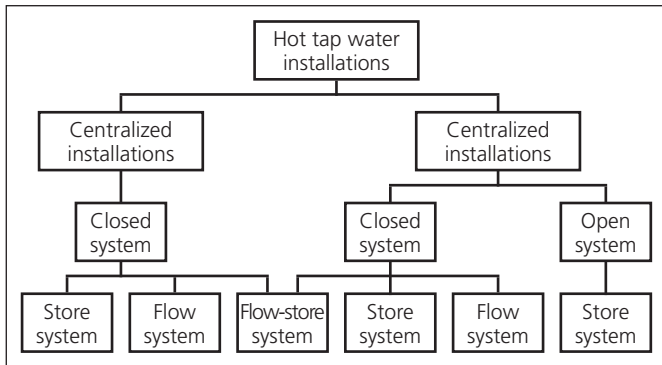 Hot tap water
installations
Centralized
installations
Centralized
installations
Closed
system
Closed
system
Open
system
Store
system
Flow
system
Flow-store
system
Store
system
Flow
system
Store
system